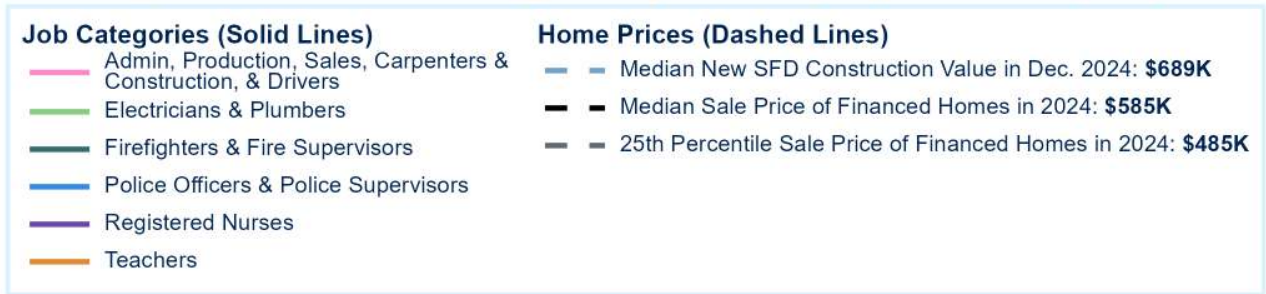 Job Categories (Solid Lines)
Admin, Production, Sales, Carpenters &
Construction, & Drivers
Electricians & Plumbers
Firefighters & Fire Supervisors
Police Officers & Police Supervisors
Registered Nurses
Teachers
Home Prices (Dashed Lines)
Median New SFD Construction Value in Dec. 2024: $689K
Median Sale Price of Financed Homes in 2024: $585K
25th Percentile Sale Price of Financed Homes in 2024: $485K